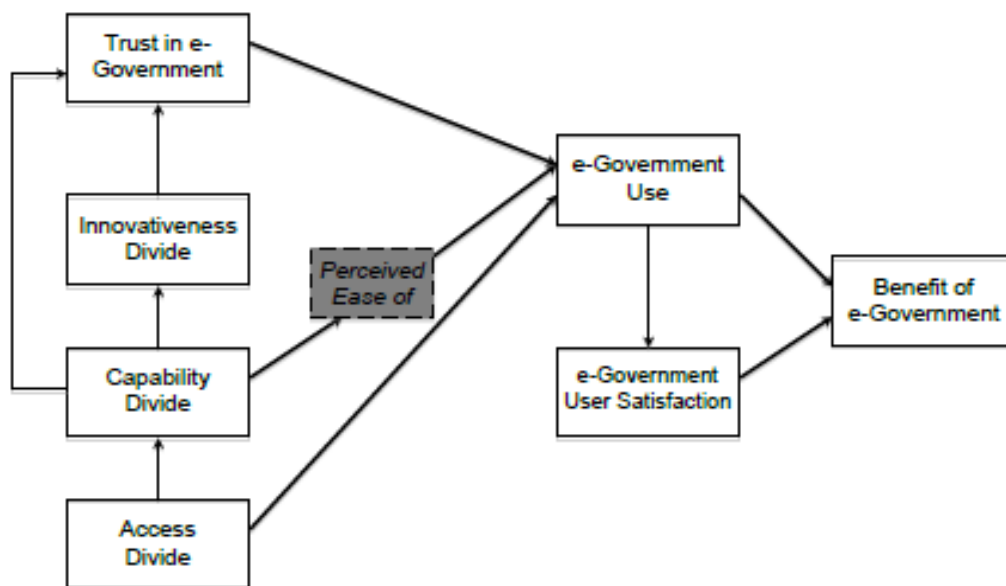 Trust in e-
Government
Innovativeness
Divide
Perceived
Ease of
Capability
Divide
Access
Divide
e-Government
Use
e-Government
User Satisfaction
Benefit of
e-Government